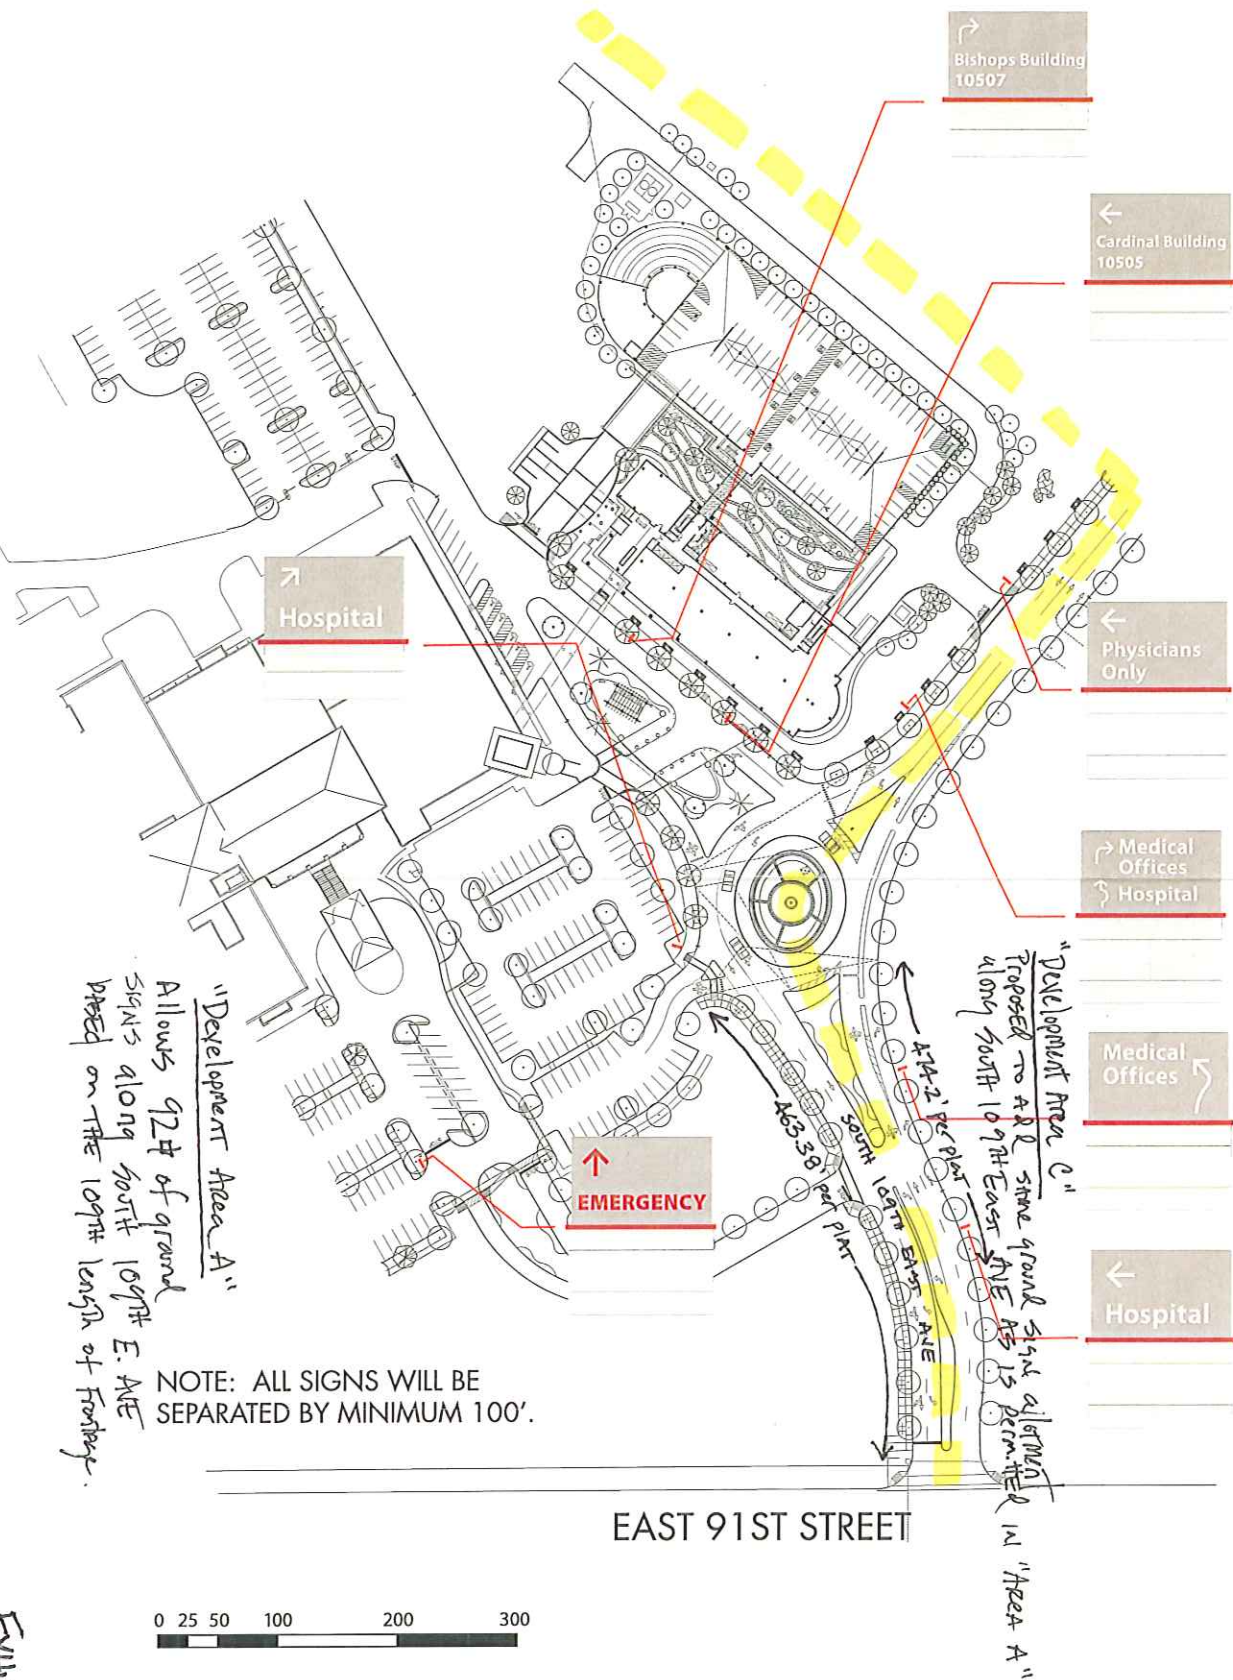 Bishops Building
10507
Cardinal Building
10505
Hospital
Physicians
Only
Medical
Offices
Hospital
"Development Area C"
Proposed to add same ground sign allotment
along South 109th East AVE AS is permitted in "AREA A"
Medical
Offices
474.2' per plat
463.38' per plat
SOUTH 109TH EAST AVE
EMERGENCY
Hospital
"Development Area A"
Allows 92# of ground
signs along South 109th E. AVE
BASED on THE 109th length of Frontage.
NOTE: ALL SIGNS WILL BE
SEPARATED BY MINIMUM 100'.
EAST 91ST STREET
0 25 50 100 200 300